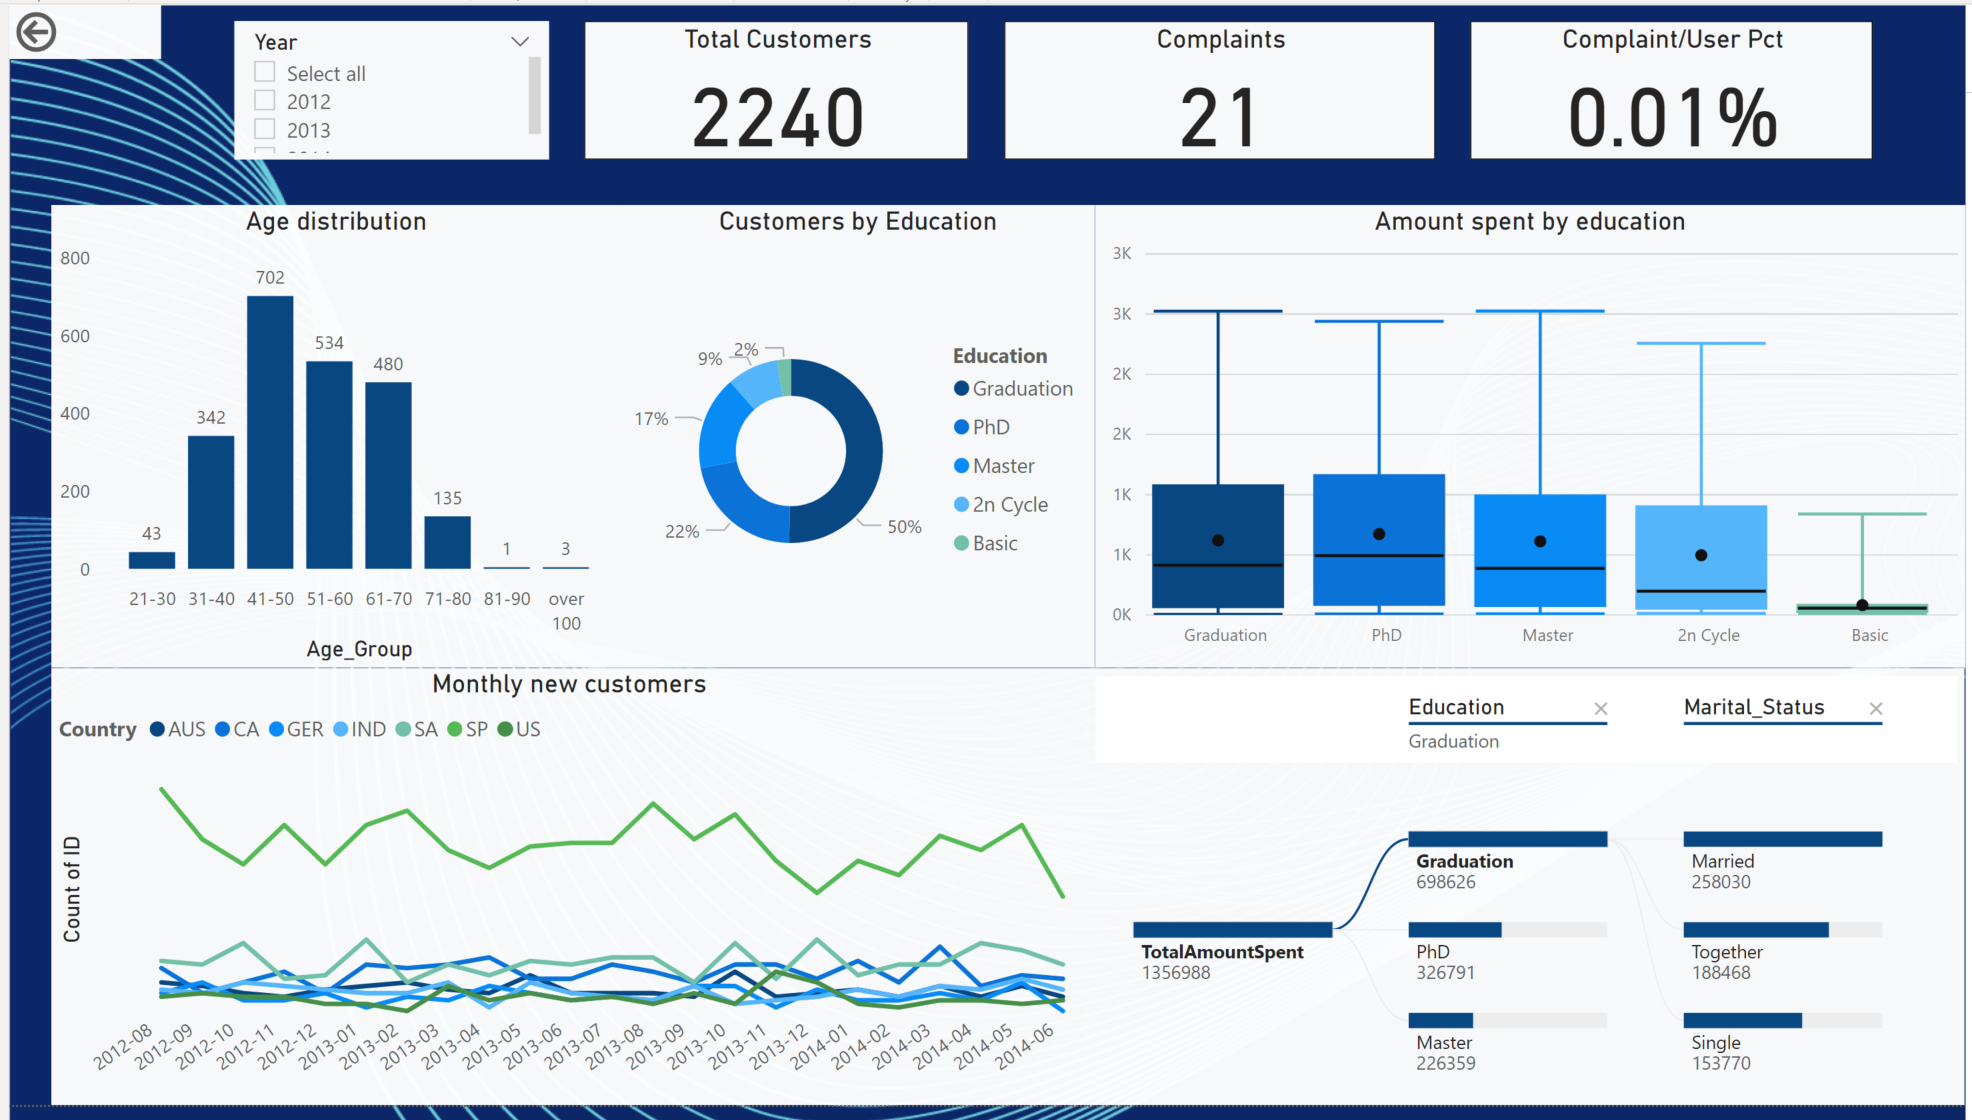 Year
Select all
2012
2013
Total Customers
2240
Complaints
21
Complaint/User Pct
0.01%
Age distribution
800
600
400
200
0
43
342
702
534
480
135
1
3
21-30 31-40 41-50 51-60 61-70 71-80 81-90 over
100
Age_Group
Customers by Education
9% 2%
17%
22%
50%
Education
Graduation
PhD
Master
2n Cycle
Basic
Amount spent by education
3K
3K
2K
2K
1K
1K
0K
Graduation PhD Master 2n Cycle Basic
Monthly new customers
Country AUS CA GER IND SA SP US
Count of ID
2012-08 2012-09 2012-10 2012-11 2012-12 2013-01 2013-02 2013-03 2013-04 2013-05 2013-06 2013-07 2013-08 2013-09 2013-10 2013-11 2013-12 2014-01 2014-02 2014-03 2014-04 2014-05 2014-06
Education
Graduation
Marital_Status
TotalAmountSpent
1356988
Graduation
698626
PhD
326791
Master
226359
Married
258030
Together
188468
Single
153770